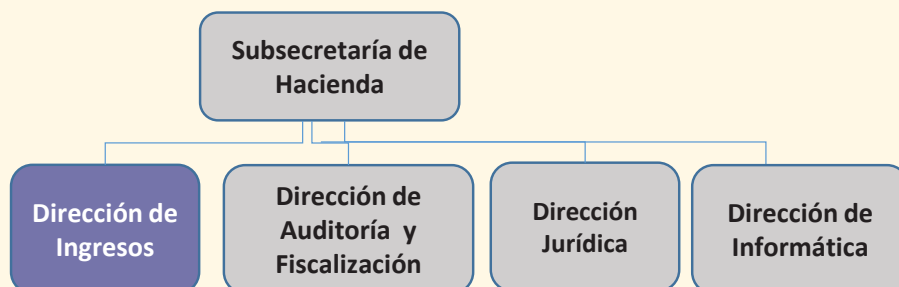 Subsecretaría de
Hacienda
Dirección de
Ingresos
Dirección de
Auditoría y
Fiscalización
Dirección
Jurídica
Dirección de
Informática